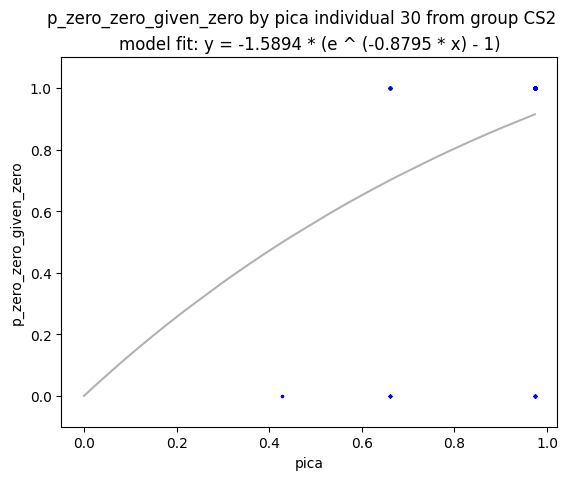 p_zero_zero_given_zero by pica individual 30 from group CS2
model fit: y = -1.5894 * (e ^ (-0.8795 * x) - 1)
p_zero_zero_given_zero
1.0
0.8
0.6
0.4
0.2
0.0
0.0 0.2 0.4 0.6 0.8 1.0
pica